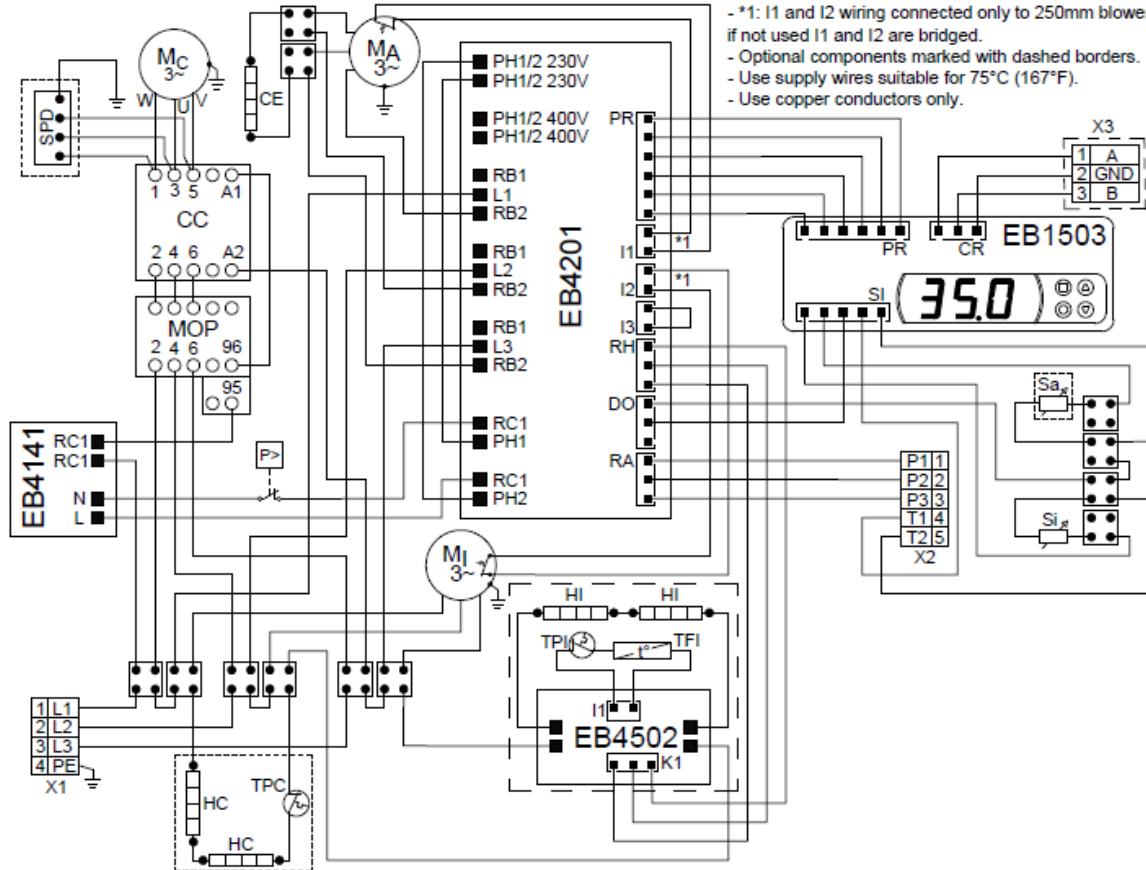 - *1: I1 and I2 wiring connected only to 250mm blowe
if not used I1 and I2 are bridged.
- Optional components marked with dashed borders.
- Use supply wires suitable for 75°C (167°F).
- Use copper conductors only.
MC
3~
W U V
SPD
CE
MA
3~
1 3 5 A1
CC
2 4 6 A2
MOP
2 4 6 96
95
EB4141
RC1
RC1
N
L
P>
EB4201
PH1/2 230V
PH1/2 230V
PH1/2 400V
PH1/2 400V
RB1
L1
RB2
RB1
L2
RB2
RB1
L3
RB2
RC1
PH1
RC1
PH2
PR
I1
*1
I2
*1
I3
RH
DO
RA
X3
1 A
2 GND
3 B
EB1503
PR
CR
SI
35.0
Sa
Si
P1 1
P2 2
P3 3
T1 4
T2 5
X2
MI
3~
HI
HI
TPI
t°
TFI
I1
EB4502
K1
1 L1
2 L2
3 L3
4 PE
X1
HC
TPC
HC